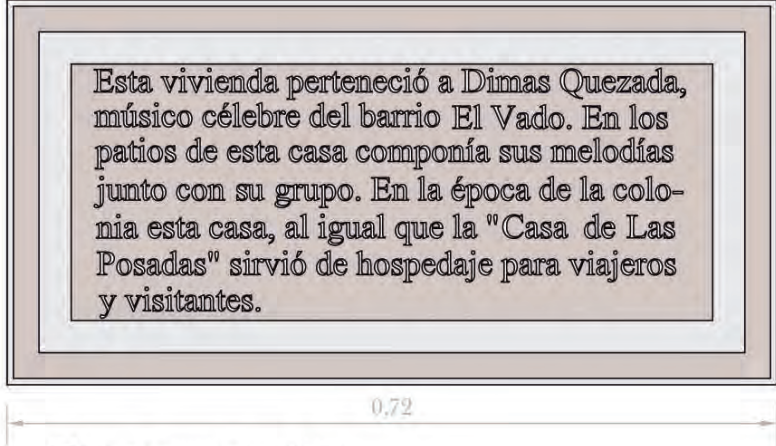 Esta vivienda perteneció a Dimas Quezada,
músico célebre del barrio El Vado. En los
patios de esta casa componía sus melodías
junto con su grupo. En la época de la colo-
nia esta casa, al igual que la "Casa de Las
Posadas" sirvió de hospedaje para viajeros
y visitantes.
0,72